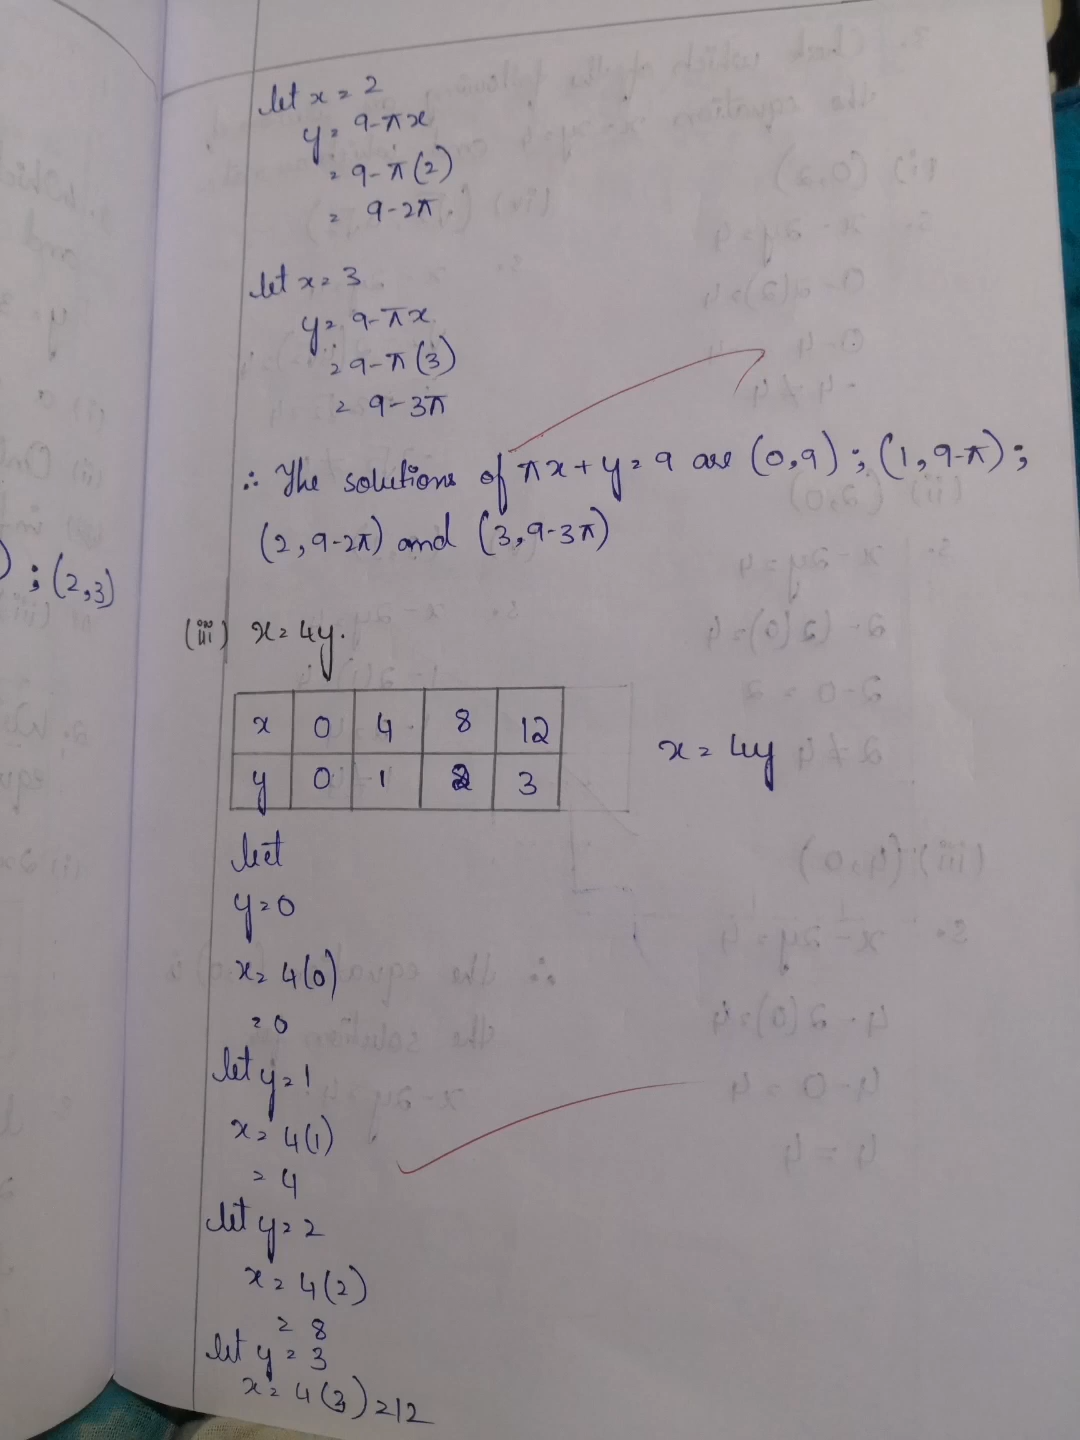 let x = 2
y = 9-πx
= 9-π(2)
= 9-2π
let x = 3
y = 9-πx
= 9-π(3)
= 9-3π
∴ The solutions of πx+y=9 are (0,9) ; (1,9-π) ;
(2,9-2π) and (3,9-3π)
; (2,3)
(iii) x = 4y.
x 0 4 8 12
y 0 1 2 3
x = 4y
let
y=0
x= 4(0)
=0
let y=1
x= 4(1)
= 4
let y=2
x= 4(2)
= 8
let y = 3
x= 4(3) =12